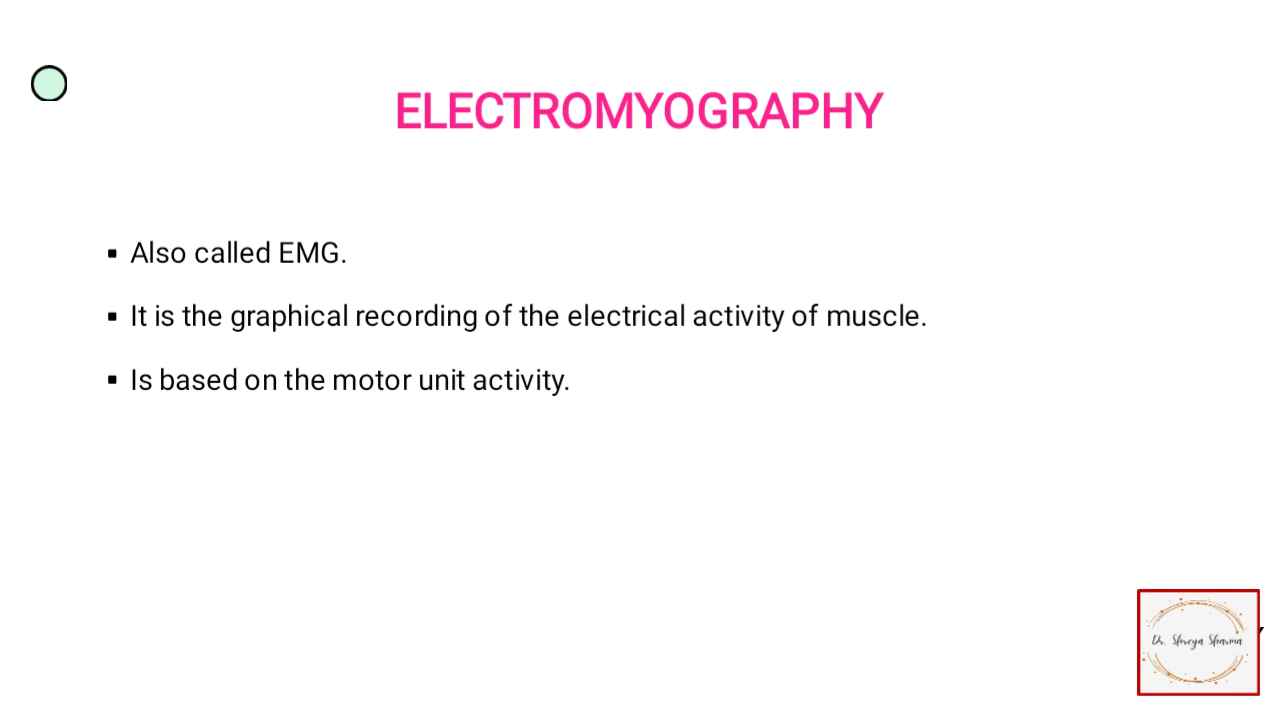 ELECTROMYOGRAPHY
▪ Also called EMG.
▪ It is the graphical recording of the electrical activity of muscle.
▪ Is based on the motor unit activity.
Dr. Shreya Sharma